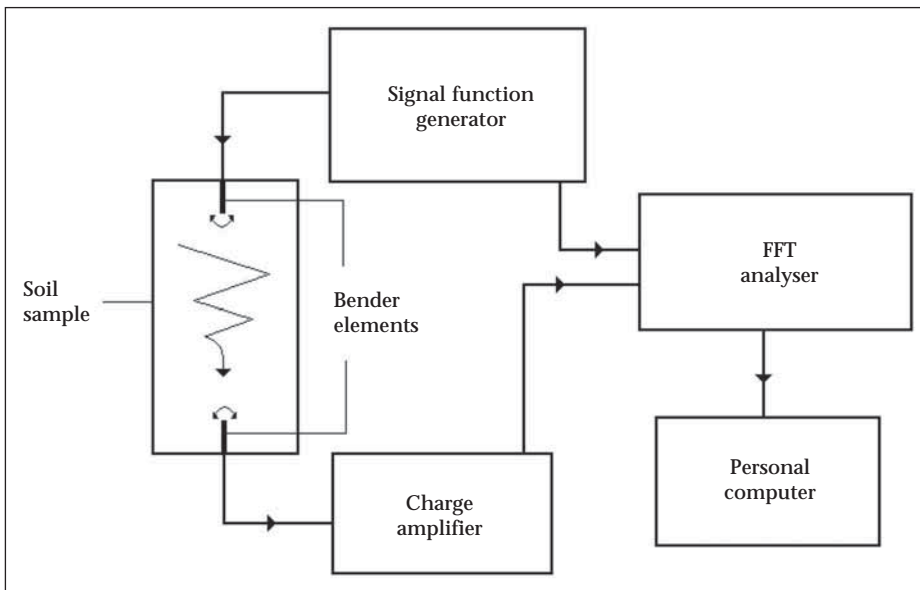 Signal function
generator
FFT
analyser
Soil
sample
Bender
elements
Personal
computer
Charge
amplifier